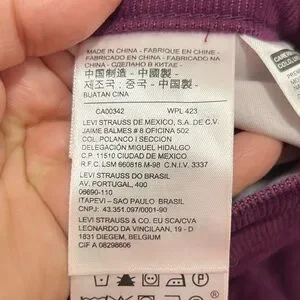 MADE IN CHINA - FABRIQUE EN CHINE -
FABRICADO EN CHINA - FABRICADO NA
CHINA - СДЕЛАНО В КИТАЕ -
中国制造 - 中國製 -
제조국: 중국 - 中国製 -
BUATAN CINA
CA00342 WPL 423
LEVI STRAUSS DE MEXICO, S.A. DE C.V.
JAIME BALMES # 8 OFICINA 502
COL. POLANCO I SECCION
DELEGACIÓN MIGUEL HIDALGO
C.P. 11510 CIUDAD DE MEXICO
R.F.C. LSM 660816 M-98 C.N.I.V. 3337
LEVI STRAUSS DO BRASIL
AV. PORTUGAL, 400
06690-110
ITAPEVI – SAO PAULO BRASIL
CNPJ: 43.351.097/0001-90
LEVI STRAUSS & CO. EU SCA/CVA
LEONARDO DA VINCILAAN, 19 - D
1831 DIEGEM, BELGIUM
CIF A 08298606